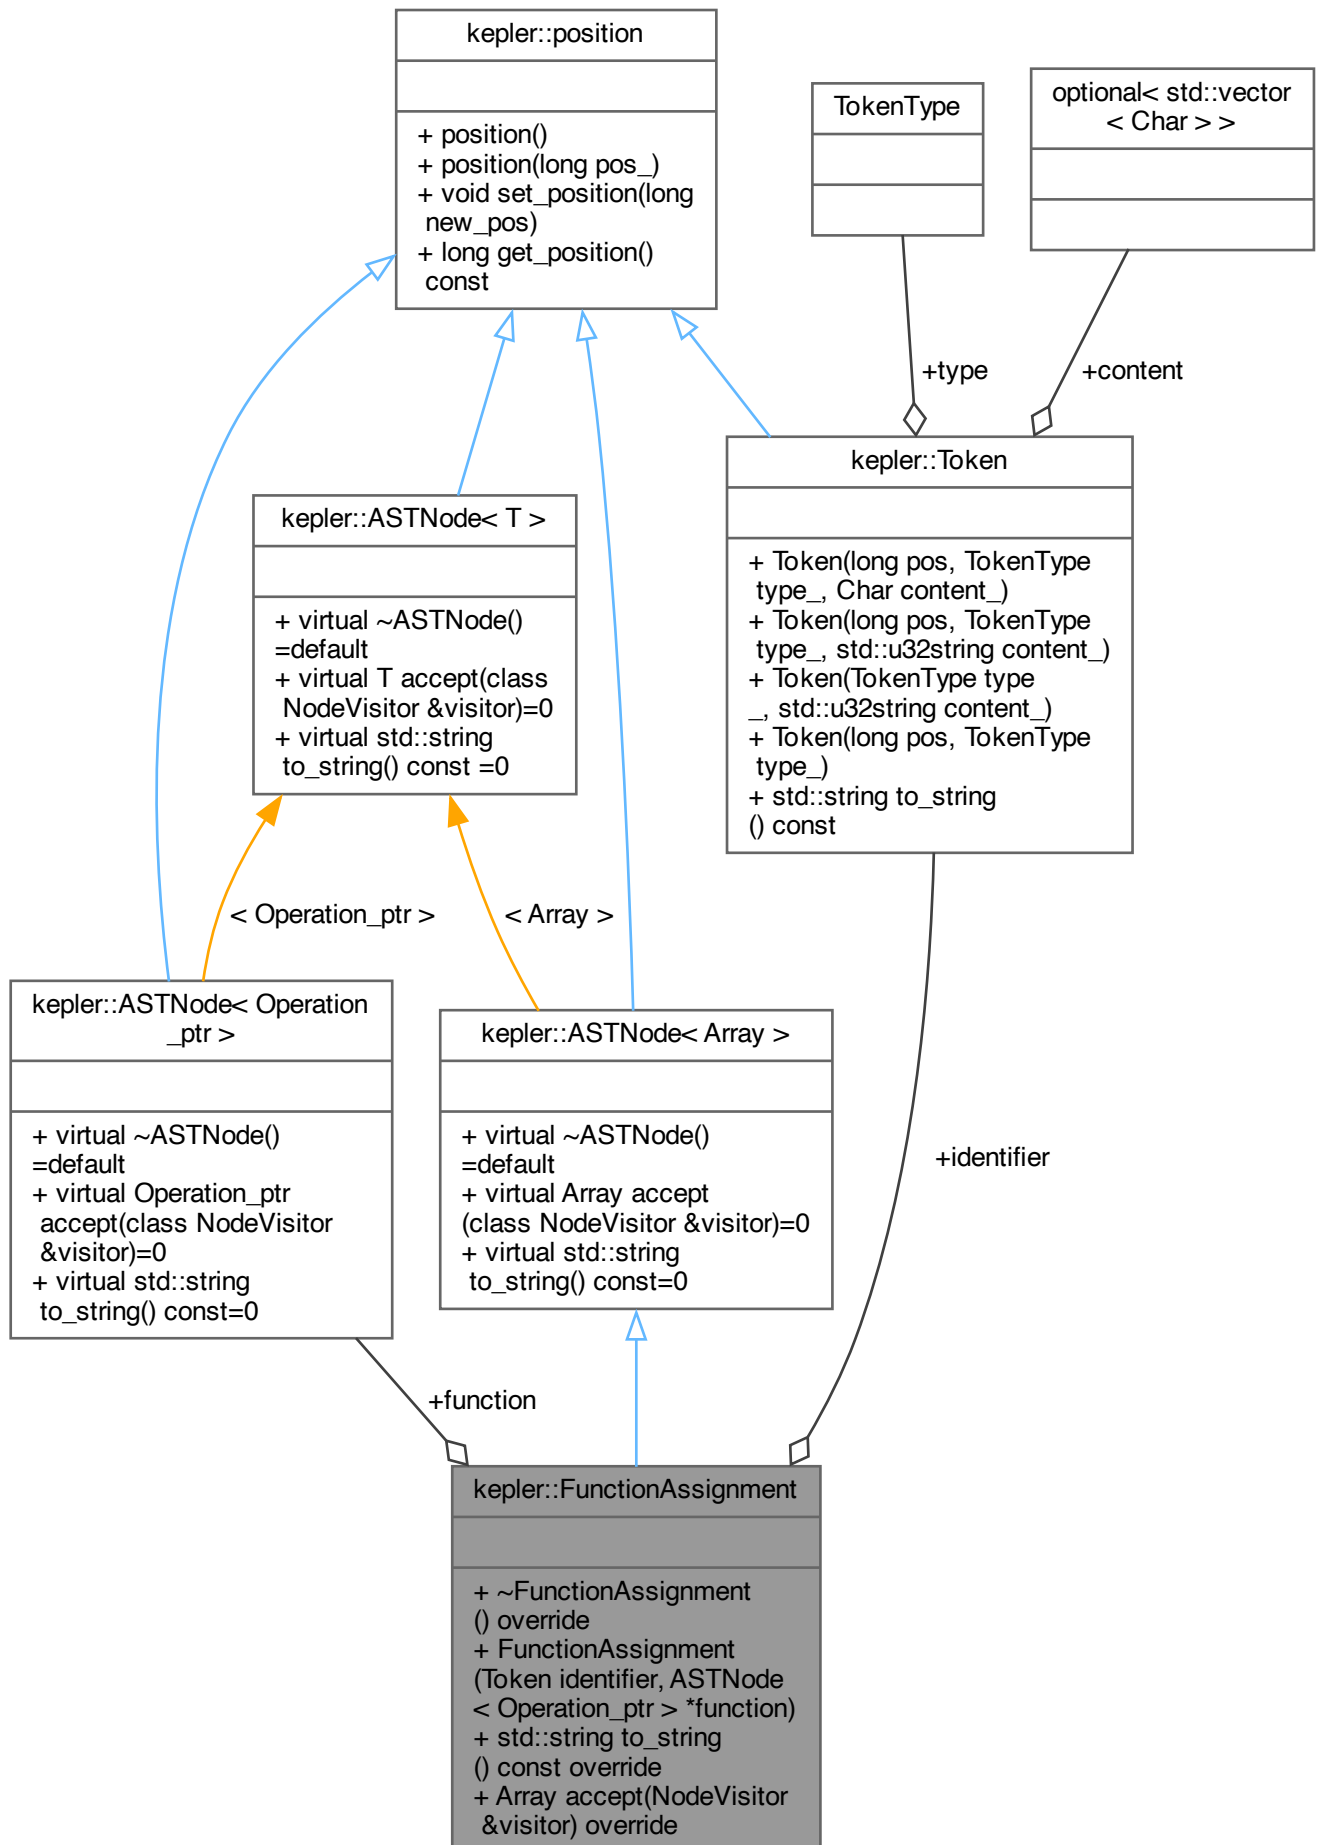 kepler::position
+ position()
+ position(long pos_)
+ void set_position(long
new_pos)
+ long get_position()
const
TokenType
optional< std::vector
< Char > >
+type
+content
kepler::Token
+ Token(long pos, TokenType
type_, Char content_)
+ Token(long pos, TokenType
type_, std::u32string content_)
+ Token(TokenType type
_, std::u32string content_)
+ Token(long pos, TokenType
type_)
+ std::string to_string
() const
kepler::ASTNode< T >
+ virtual ~ASTNode()
=default
+ virtual T accept(class
NodeVisitor &visitor)=0
+ virtual std::string
to_string() const =0
< Operation_ptr >
< Array >
kepler::ASTNode< Operation
_ptr >
+ virtual ~ASTNode()
=default
+ virtual Operation_ptr
accept(class NodeVisitor
&visitor)=0
+ virtual std::string
to_string() const=0
kepler::ASTNode< Array >
+ virtual ~ASTNode()
=default
+ virtual Array accept
(class NodeVisitor &visitor)=0
+ virtual std::string
to_string() const=0
+identifier
+function
kepler::FunctionAssignment
+ ~FunctionAssignment
() override
+ FunctionAssignment
(Token identifier, ASTNode
< Operation_ptr > *function)
+ std::string to_string
() const override
+ Array accept(NodeVisitor
&visitor) override